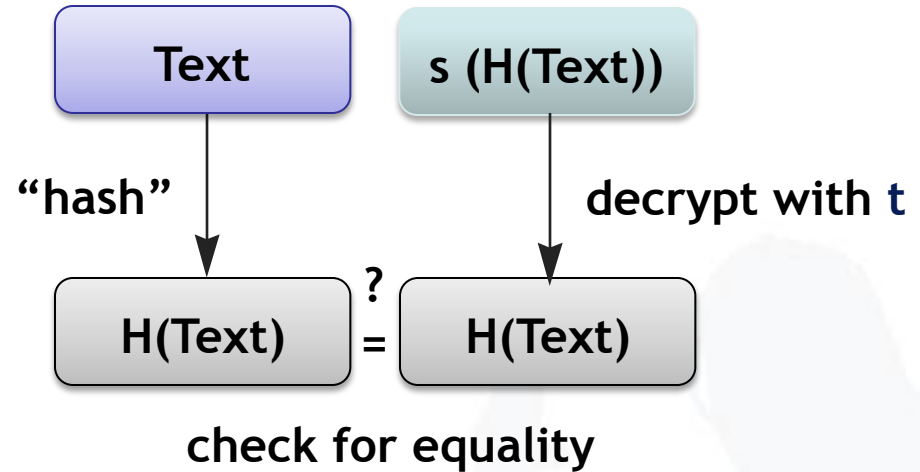 Text
s (H(Text))
“hash”
decrypt with t
H(Text)
?
=
H(Text)
check for equality